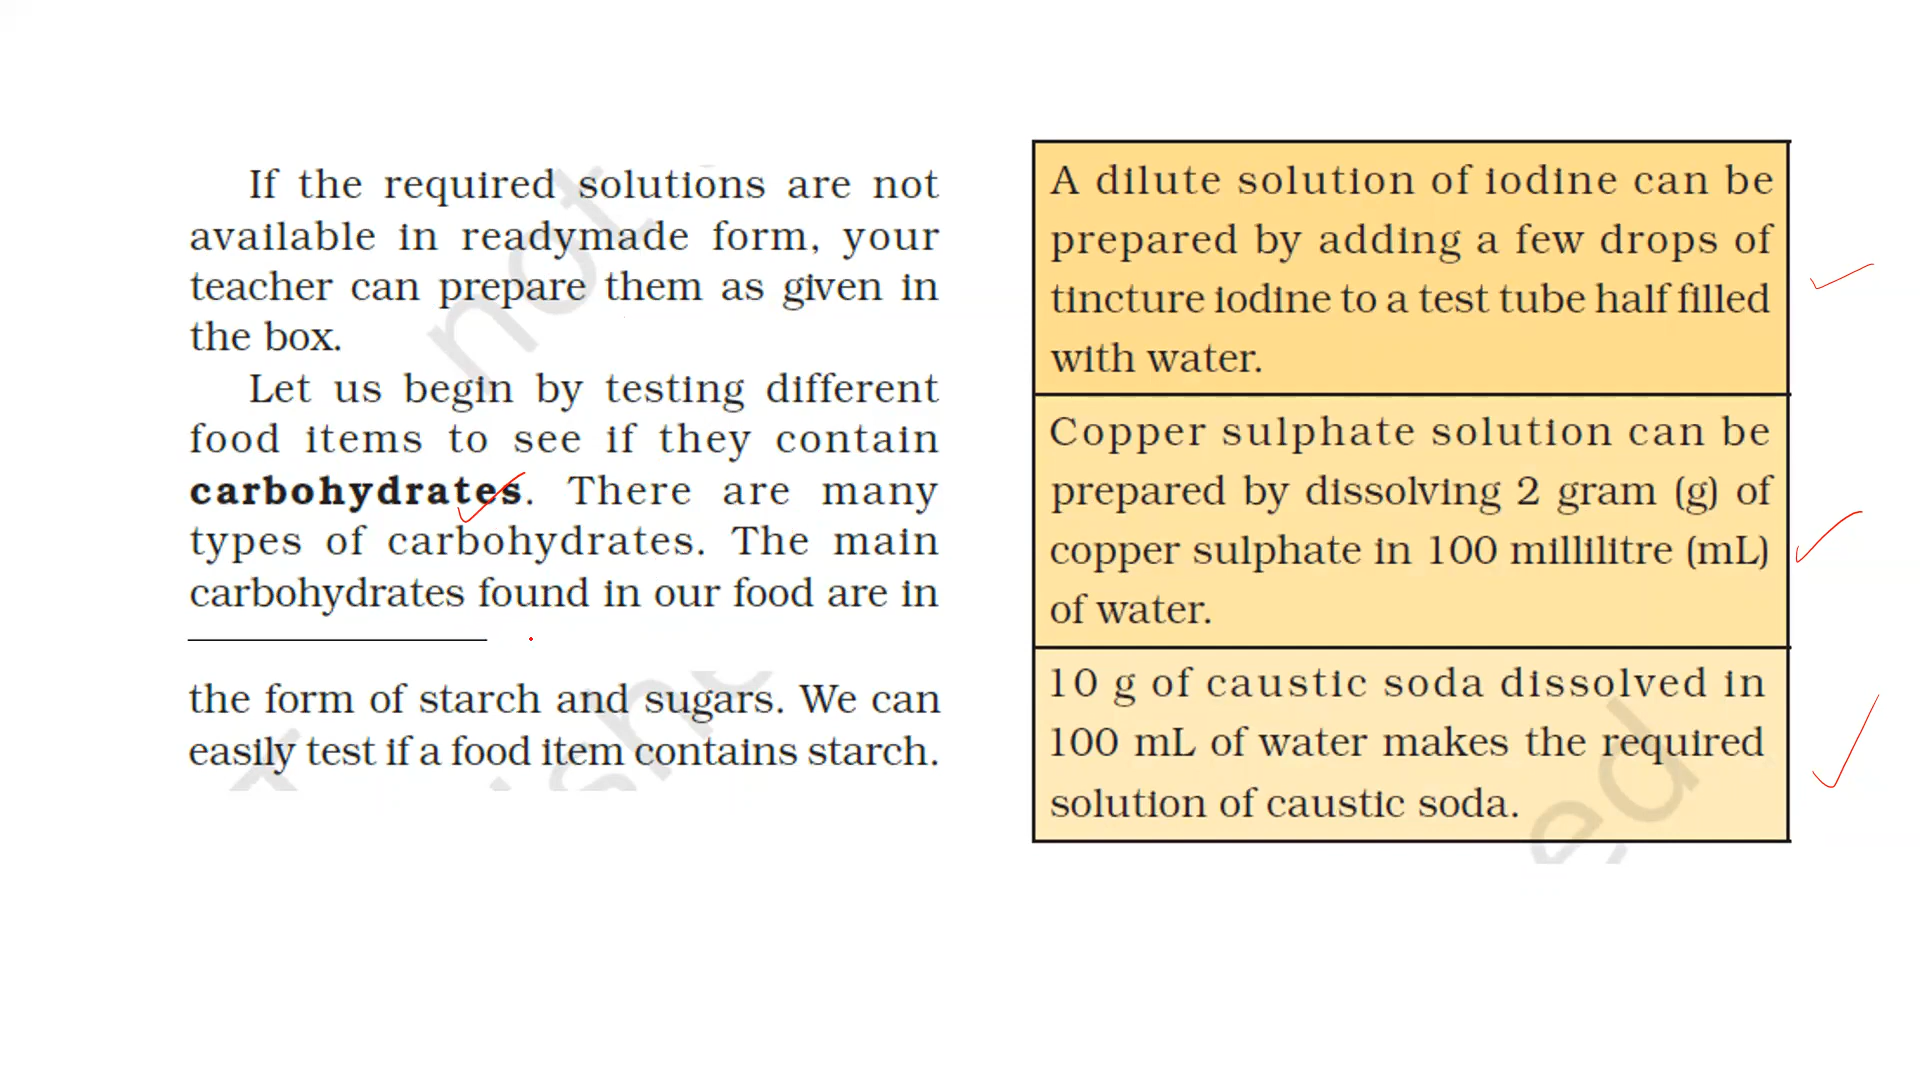 If the required solutions are not
available in readymade form, your
teacher can prepare them as given in
the box.
Let us begin by testing different
food items to see if they contain
carbohydrates. There are many
types of carbohydrates. The main
carbohydrates found in our food are in
the form of starch and sugars. We can
easily test if a food item contains starch.
A dilute solution of iodine can be
prepared by adding a few drops of
tincture iodine to a test tube half filled
with water.
Copper sulphate solution can be
prepared by dissolving 2 gram (g) of
copper sulphate in 100 millilitre (mL)
of water.
10 g of caustic soda dissolved in
100 mL of water makes the required
solution of caustic soda.
not
ed